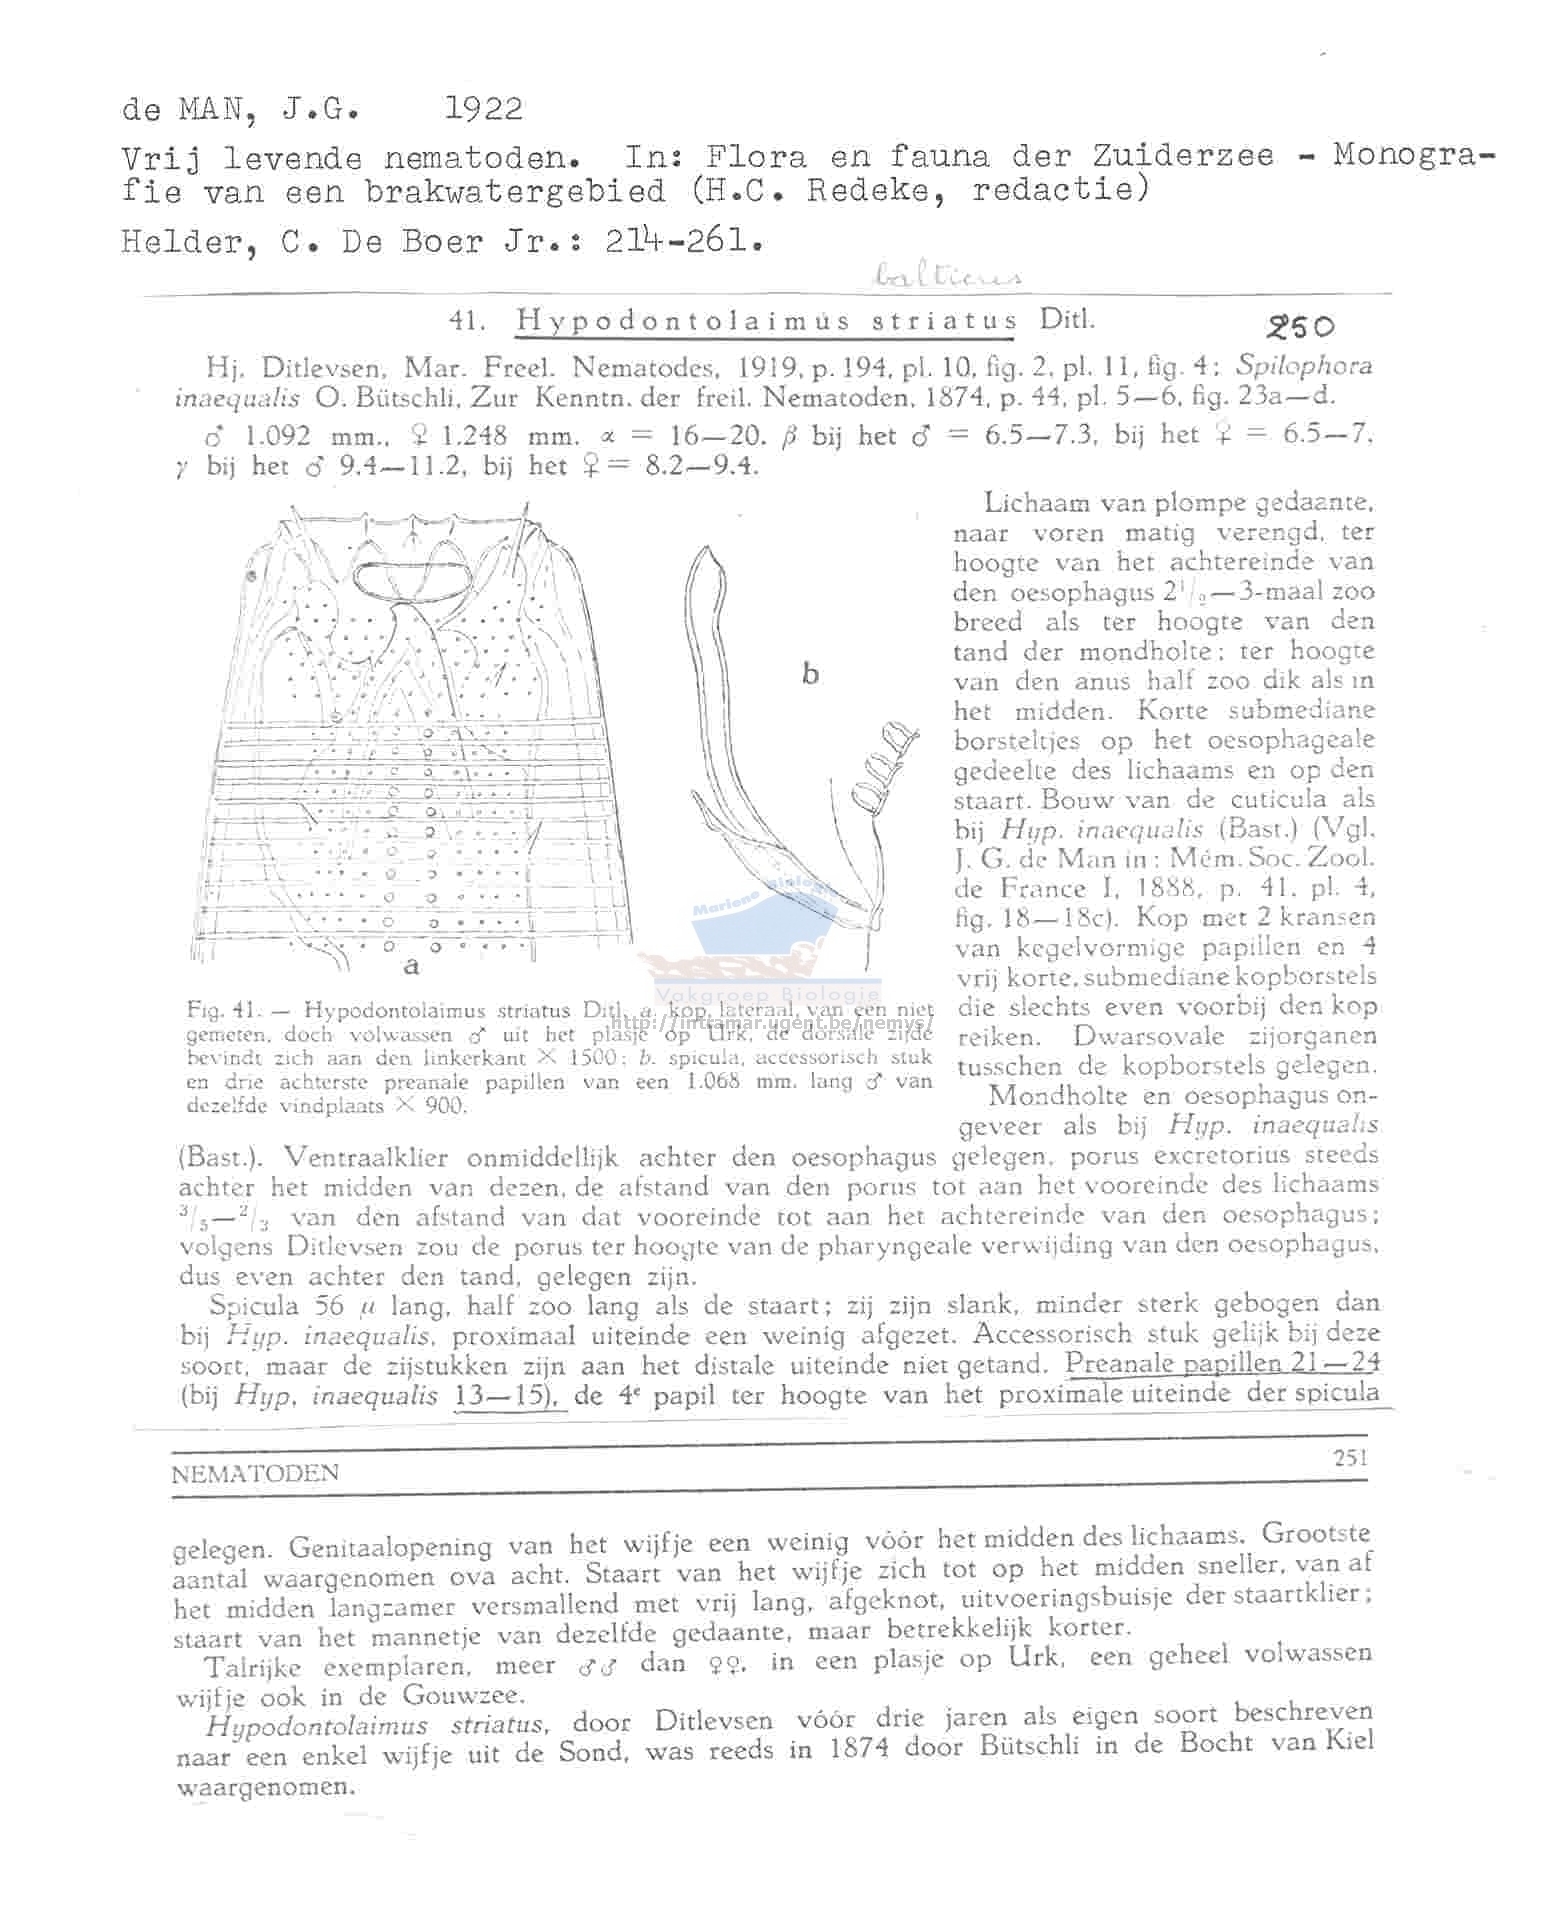 de MAN, J.G. 1922
Vrij levende nematoden. In: Flora en fauna der Zuiderzee - Monogra-
fie van een brakwatergebied (H.C. Redeke, redactie)
Helder, C. De Boer Jr.: 214-261.
balticus
41. Hypodontolaimus striatus Ditl. 250
Hj. Ditlevsen, Mar. Freel. Nematodes, 1919, p. 194, pl. 10, fig. 2, pl. 11, fig. 4; Spilophora
inaequalis O. Bütschli, Zur Kenntn. der freil. Nematoden, 1874, p. 44, pl. 5—6, fig. 23a—d.
♂ 1.092 mm., ♀ 1.248 mm. α = 16—20. β bij het ♂ = 6.5—7.3, bij het ♀ = 6.5—7,
γ bij het ♂ 9.4—11.2, bij het ♀ = 8.2—9.4.
Lichaam van plompe gedaante,
naar voren matig verengd, ter
hoogte van het achtereinde van
den oesophagus 2¹/₂—3-maal zoo
breed als ter hoogte van den
tand der mondholte; ter hoogte
van den anus half zoo dik als in
het midden. Korte submediane
borsteltjes op het oesophageale
gedeelte des lichaams en op den
staart. Bouw van de cuticula als
bij Hyp. inaequalis (Bast.) (Vgl.
J. G. de Man in: Mém. Soc. Zool.
de France I, 1888, p. 41, pl. 4,
fig. 18—18c). Kop met 2 kransen
van kegelvormige papillen en 4
vrij korte, submediane kopborstels
die slechts even voorbij den kop
reiken. Dwarsovale zijorganen
tusschen de kopborstels gelegen.
Mondholte en oesophagus on-
geveer als bij Hyp. inaequalis
a
b
Mariene Biologie
Vakgroep Biologie
http://intramar.ugent.be/nemys/
Fig. 41. — Hypodontolaimus striatus Ditl. a. kop, lateraal, van een niet
gemeten, doch volwassen ♂ uit het plasje op Urk, de dorsale zijde
bevindt zich aan den linkerkant × 1500; b. spicula, accessorisch stuk
en drie achterste preanale papillen van een 1.068 mm. lang ♂ van
dezelfde vindplaats × 900.
(Bast.). Ventraalklier onmiddellijk achter den oesophagus gelegen, porus excretorius steeds
achter het midden van dezen, de afstand van den porus tot aan het vooreinde des lichaams
³/₅—²/₃ van den afstand van dat vooreinde tot aan het achtereinde van den oesophagus;
volgens Ditlevsen zou de porus ter hoogte van de pharyngeale verwijding van den oesophagus,
dus even achter den tand, gelegen zijn.
Spicula 56 μ lang, half zoo lang als de staart; zij zijn slank, minder sterk gebogen dan
bij Hyp. inaequalis, proximaal uiteinde een weinig afgezet. Accessorisch stuk gelijk bij deze
soort, maar de zijstukken zijn aan het distale uiteinde niet getand. Preanale papillen 21—24
(bij Hyp. inaequalis 13—15), de 4ᵉ papil ter hoogte van het proximale uiteinde der spicula
NEMATODEN 251
gelegen. Genitaalopening van het wijfje een weinig vóór het midden des lichaams. Grootste
aantal waargenomen ova acht. Staart van het wijfje zich tot op het midden sneller, van af
het midden langzamer versmallend met vrij lang, afgeknot, uitvoeringsbuisje der staartklier;
staart van het mannetje van dezelfde gedaante, maar betrekkelijk korter.
Talrijke exemplaren, meer ♂♂ dan ♀♀, in een plasje op Urk, een geheel volwassen
wijfje ook in de Gouwzee.
Hypodontolaimus striatus, door Ditlevsen vóór drie jaren als eigen soort beschreven
naar een enkel wijfje uit de Sond, was reeds in 1874 door Bütschli in de Bocht van Kiel
waargenomen.